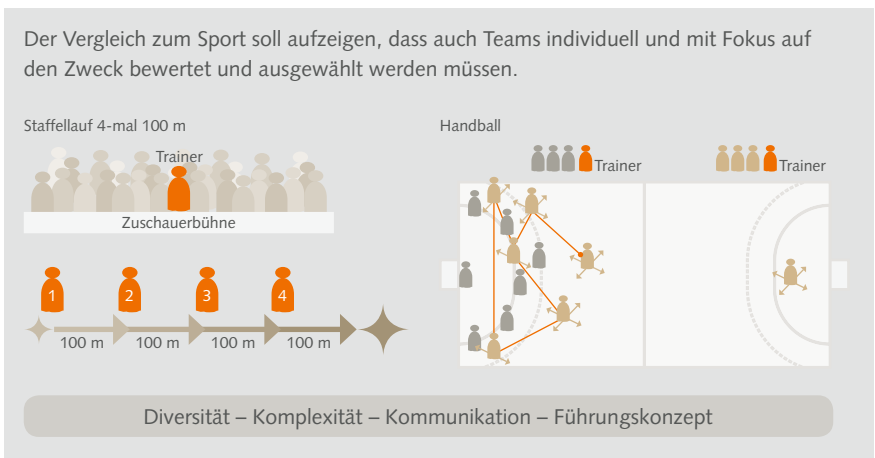 Der Vergleich zum Sport soll aufzeigen, dass auch Teams individuell und mit Fokus auf
den Zweck bewertet und ausgewählt werden müssen.
Staffellauf 4-mal 100 m
Trainer
Zuschauerbühne
1 2 3 4
100 m 100 m 100 m 100 m
Handball
Trainer Trainer
Diversität – Komplexität – Kommunikation – Führungskonzept